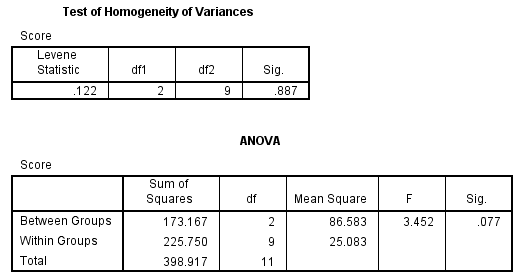 Test of Homogeneity of Variances
Score
Levene
Statistic df1 df2 Sig.
.122 2 9 .887
ANOVA
Score
Sum of
Squares df Mean Square F Sig.
Between Groups 173.167 2 86.583 3.452 .077
Within Groups 225.750 9 25.083
Total 398.917 11